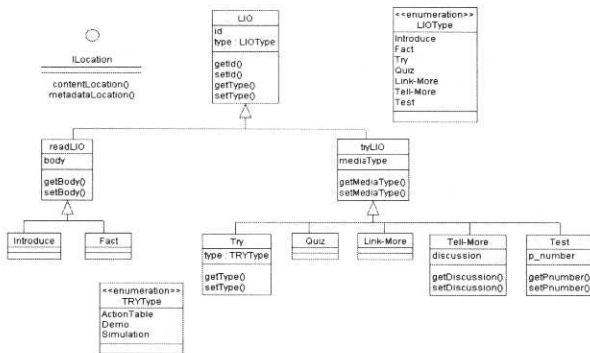 LIO
id
type : LIOType
getId()
setId()
getType()
setType()
<<enumeration>>
LIOType
Introduce
Fact
Try
Quiz
Link-More
Tell-More
Test
ILocation
contentLocation()
metadataLocation()
readLIO
body
getBody()
setBody()
tryLIO
mediaType
getMediaType()
setMediaType()
Introduce
Fact
Try
type : TRYType
getType()
setType()
Quiz
Link-More
Tell-More
discussion
getDiscussion()
setDiscussion()
Test
p_number
getPnumber()
setPnumber()
<<enumeration>>
TRYType
ActionTable
Demo
Simulation